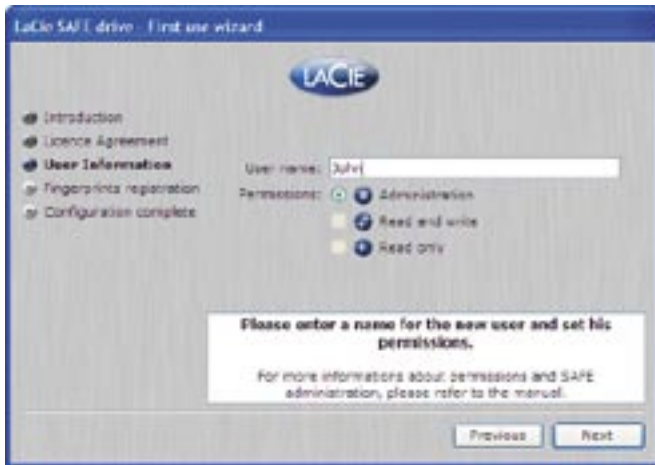 LaCie SAFE drive - First use wizard
LACIE
Introduction
Licence Agreement
User Information
Fingerprints registration
Configuration complete
User name: John
Permissions: Administration
Read and write
Read only
Please enter a name for the new user and set his
permissions.
For more informations about permissions and SAFE
administration, please refer to the manual.
Previous
Next